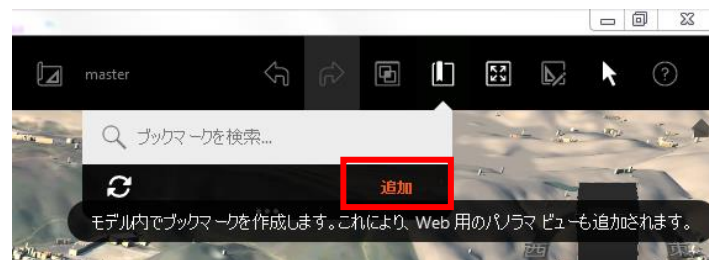 master
ブックマークを検索...
追加
モデル内でブックマークを作成します。これにより、Web 用のパノラマ ビューも追加されます。
西 東